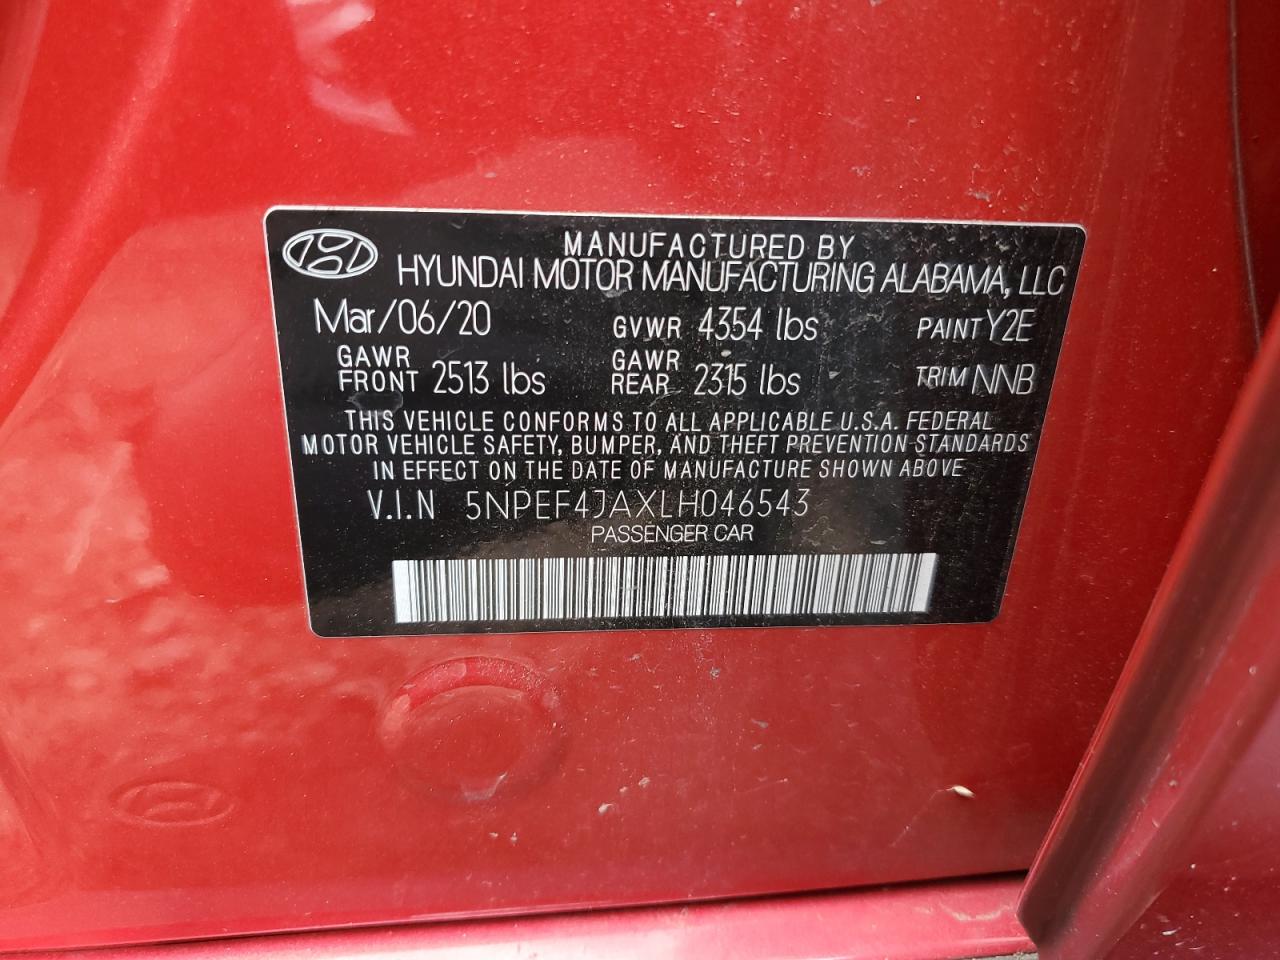 MANUFACTURED BY
HYUNDAI MOTOR MANUFACTURING ALABAMA, LLC
Mar/06/20 GVWR 4354 lbs PAINT Y2E
GAWR FRONT 2513 lbs GAWR REAR 2315 lbs TRIM NNB
THIS VEHICLE CONFORMS TO ALL APPLICABLE U.S.A. FEDERAL
MOTOR VEHICLE SAFETY, BUMPER, AND THEFT PREVENTION STANDARDS
IN EFFECT ON THE DATE OF MANUFACTURE SHOWN ABOVE
V.I.N 5NPEF4JAXLH046543
PASSENGER CAR